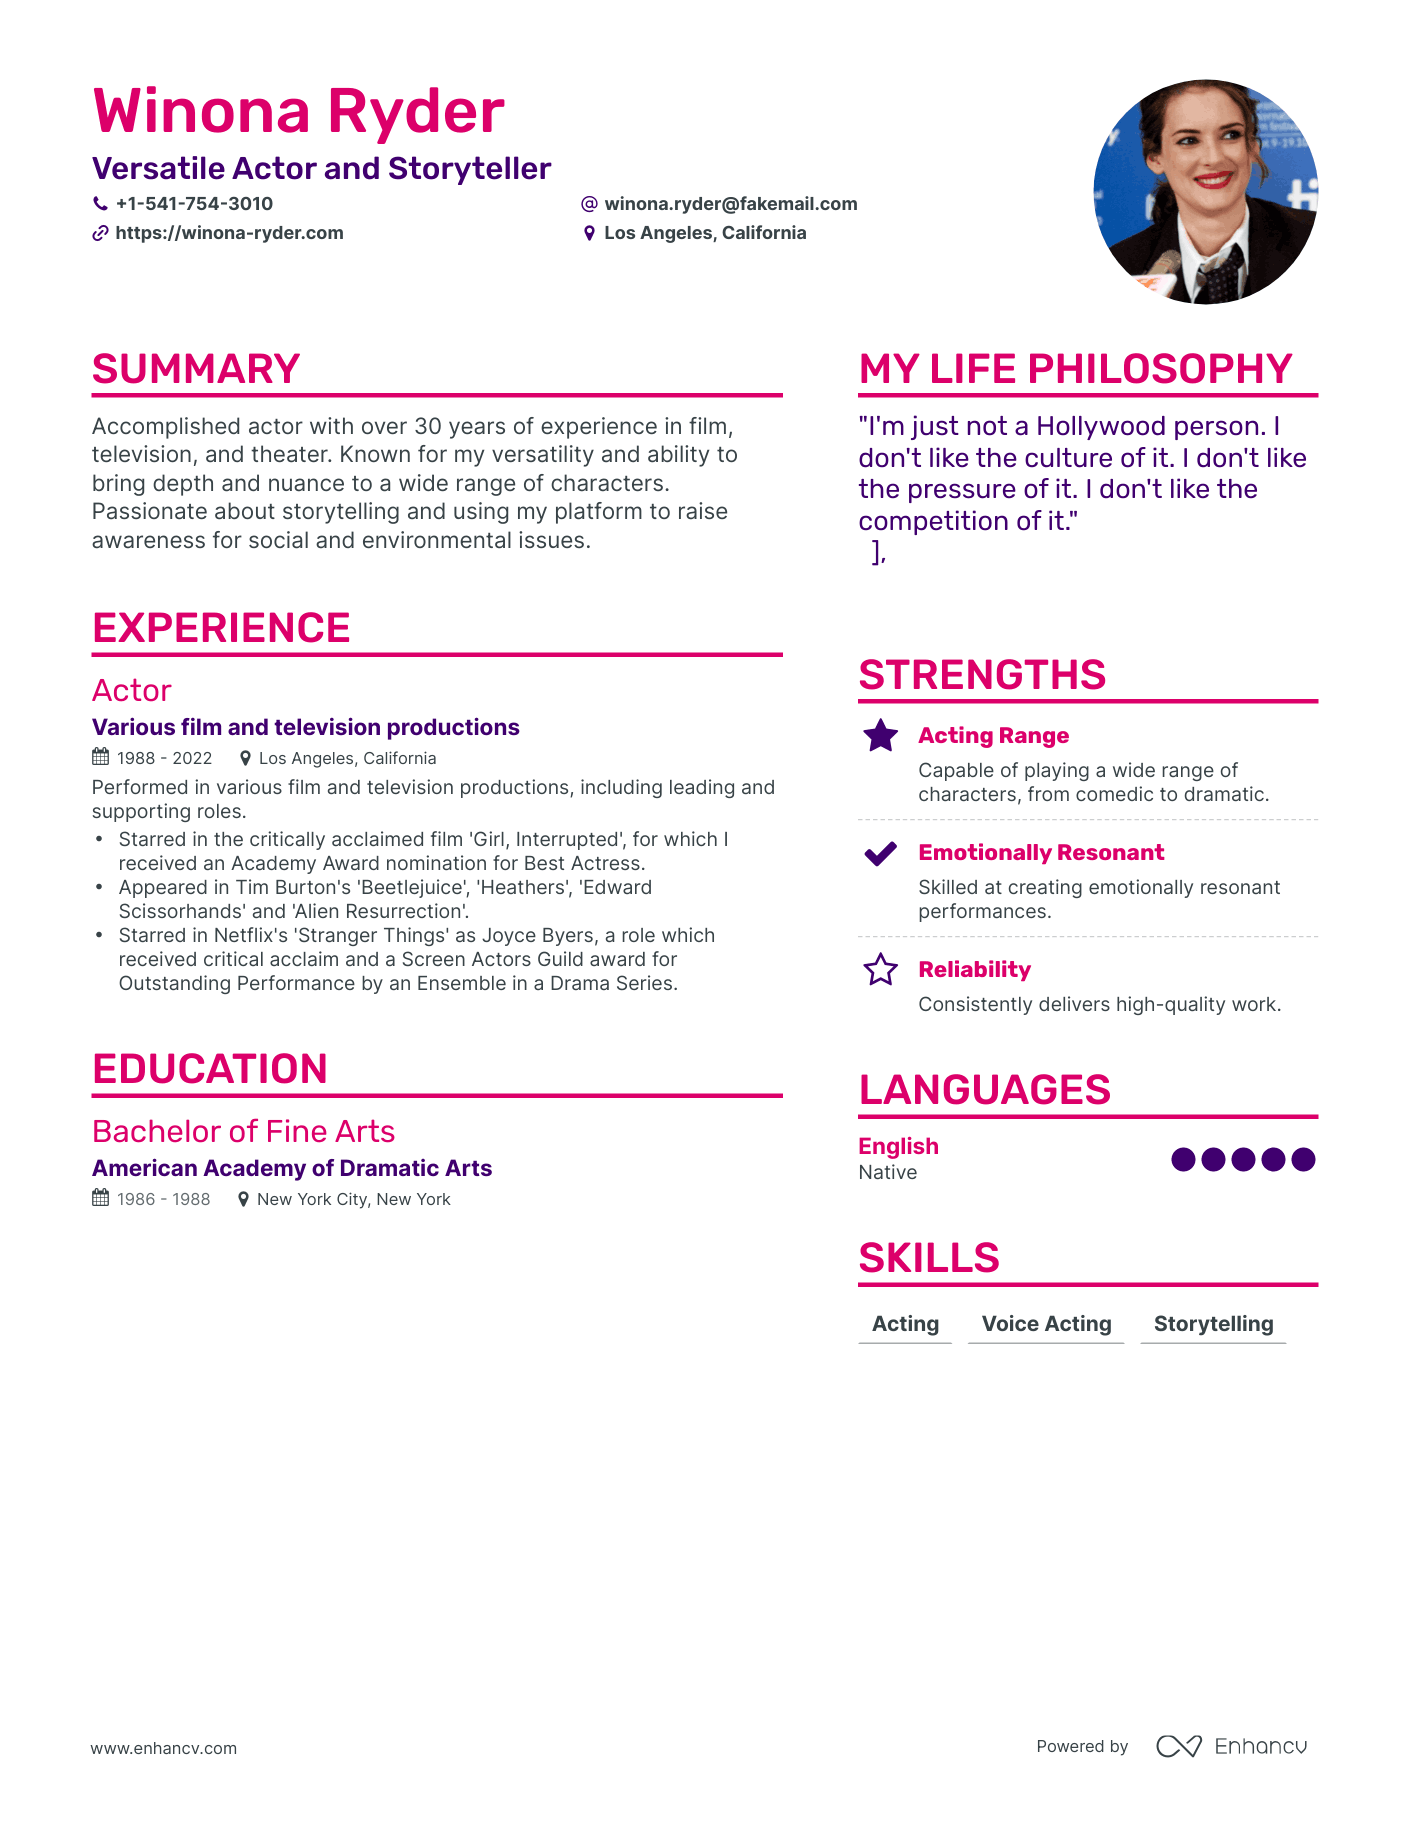 Winona Ryder
Versatile Actor and Storyteller
+1-541-754-3010
@ winona.ryder@fakemail.com
https://winona-ryder.com
Los Angeles, California
SUMMARY
Accomplished actor with over 30 years of experience in film,
television, and theater. Known for my versatility and ability to
bring depth and nuance to a wide range of characters.
Passionate about storytelling and using my platform to raise
awareness for social and environmental issues.
EXPERIENCE
Actor
Various film and television productions
1988 - 2022
Los Angeles, California
Performed in various film and television productions, including leading and
supporting roles.
• Starred in the critically acclaimed film 'Girl, Interrupted', for which I
received an Academy Award nomination for Best Actress.
• Appeared in Tim Burton's 'Beetlejuice', 'Heathers', 'Edward
Scissorhands' and 'Alien Resurrection'.
• Starred in Netflix's 'Stranger Things' as Joyce Byers, a role which
received critical acclaim and a Screen Actors Guild award for
Outstanding Performance by an Ensemble in a Drama Series.
EDUCATION
Bachelor of Fine Arts
American Academy of Dramatic Arts
1986 - 1988
New York City, New York
MY LIFE PHILOSOPHY
"I'm just not a Hollywood person. I
don't like the culture of it. I don't like
the pressure of it. I don't like the
competition of it."
],
STRENGTHS
Acting Range
Capable of playing a wide range of
characters, from comedic to dramatic.
Emotionally Resonant
Skilled at creating emotionally resonant
performances.
Reliability
Consistently delivers high-quality work.
LANGUAGES
English
Native
SKILLS
Acting
Voice Acting
Storytelling
www.enhancv.com
Powered by
Enhancv